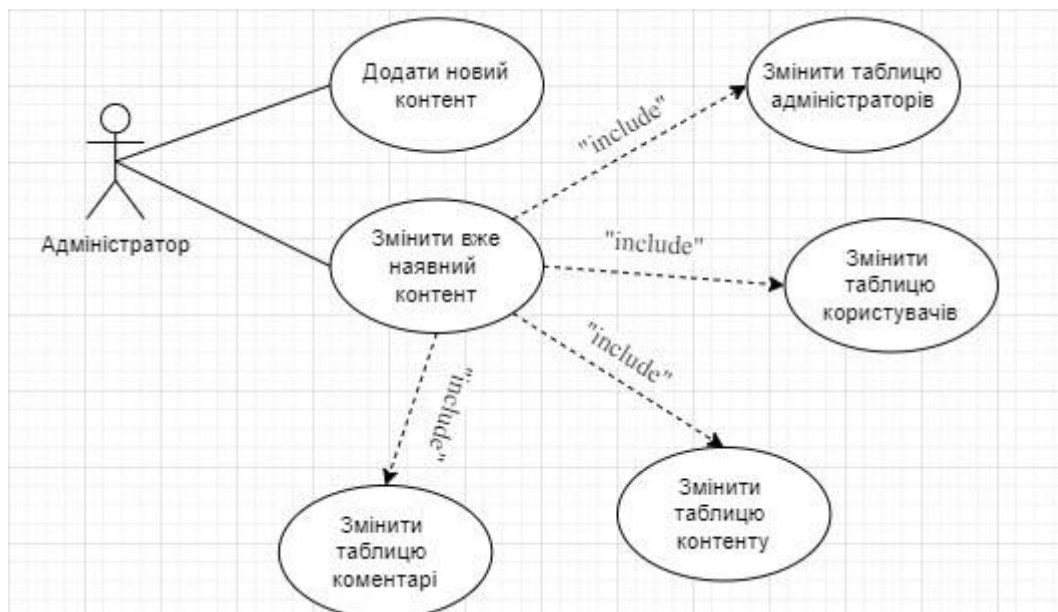 Додати новий
контент
Змінити таблицю
адміністраторів
"include"
Адміністратор
Змінити вже
наявний
контент
"include"
Змінити
таблицю
користувачів
"include"
"include"
Змінити
таблицю
контенту
Змінити
таблицю
коментарі